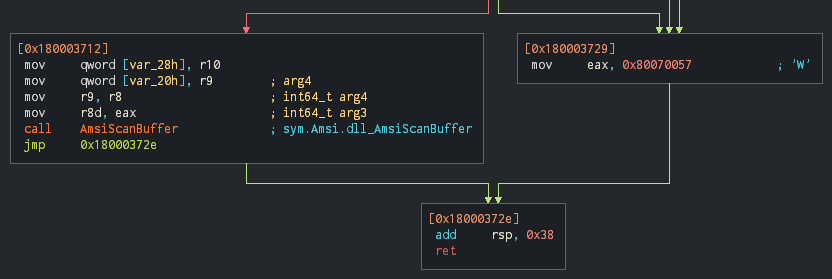 [0x180003712]
mov qword [var_28h], r10
mov qword [var_20h], r9 ; arg4
mov r9, r8 ; int64_t arg4
mov r8d, eax ; int64_t arg3
call AmsiScanBuffer ; sym.Amsi.dll_AmsiScanBuffer
jmp 0x18000372e
[0x180003729]
mov eax, 0x80070057 ; 'W'
[0x18000372e]
add rsp, 0x38
ret